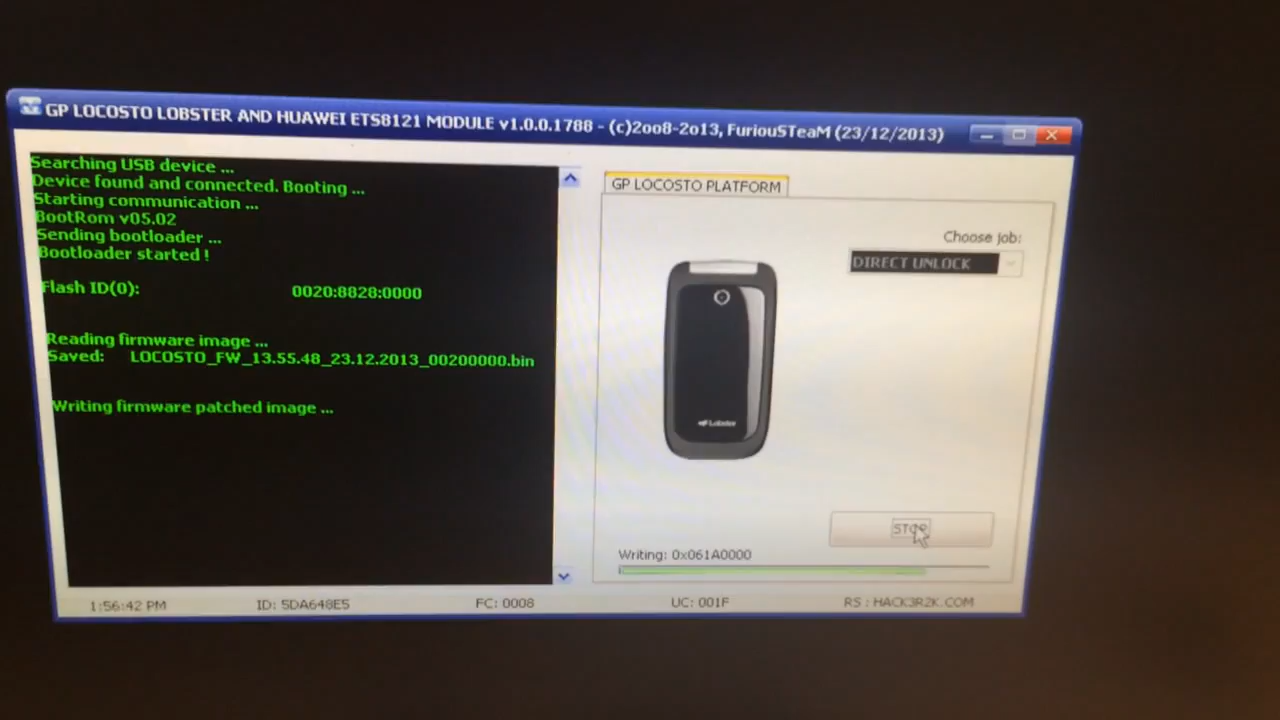 GP LOCOSTO LOBSTER AND HUAWEI ETS8121 MODULE v1.0.0.1788 - (c)2oo8-2o13, FuriouSTeaM (23/12/2013)
Searching USB device ...
Device found and connected. Booting ...
Starting communication ...
BootRom v05.02
Sending bootloader ...
Bootloader started !
Flash ID(0): 0020:8828:0000
Reading firmware image ...
Saved: LOCOSTO_FW_13.55.48_23.12.2013_00200000.bin
Writing firmware patched image ...
GP LOCOSTO PLATFORM
Choose job:
DIRECT UNLOCK
Lobster
STOP
Writing: 0x061A0000
1:56:42 PM ID: 5DA648E5 FC: 0008 UC: 001F RS : HACK3R2K.COM